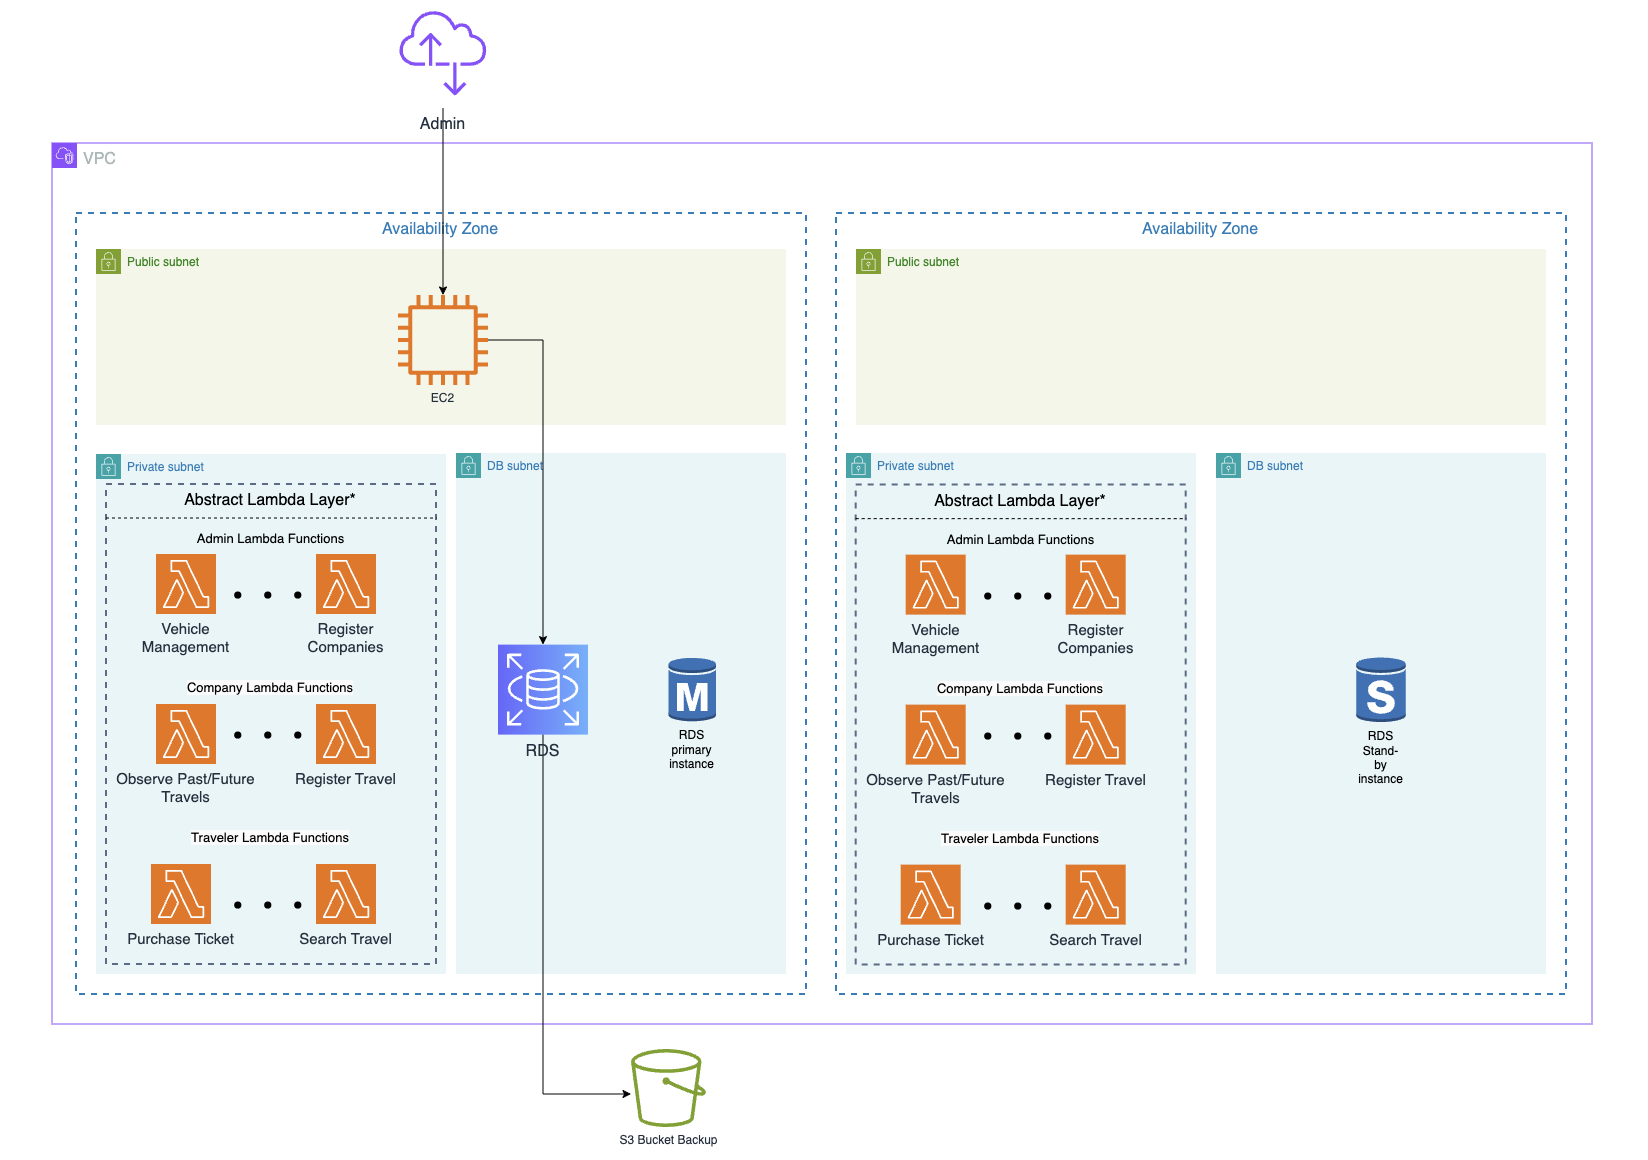 Admin
VPC
Availability Zone
Public subnet
EC2
Private subnet
Abstract Lambda Layer*
Admin Lambda Functions
Vehicle
Management
Register
Companies
Company Lambda Functions
Observe Past/Future
Travels
Register Travel
Traveler Lambda Functions
Purchase Ticket
Search Travel
DB subnet
RDS
M
RDS
primary
instance
Availability Zone
Public subnet
Private subnet
Abstract Lambda Layer*
Admin Lambda Functions
Vehicle
Management
Register
Companies
Company Lambda Functions
Observe Past/Future
Travels
Register Travel
Traveler Lambda Functions
Purchase Ticket
Search Travel
DB subnet
S
RDS
Stand-
by
instance
S3 Bucket Backup